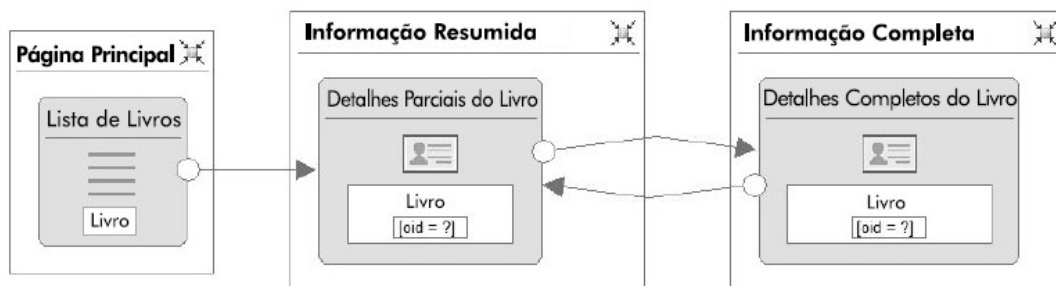 Página Principal
Lista de Livros
Livro
Informação Resumida
Detalhes Parciais do Livro
Livro
[oid = ?]
Informação Completa
Detalhes Completos do Livro
Livro
[oid = ?]